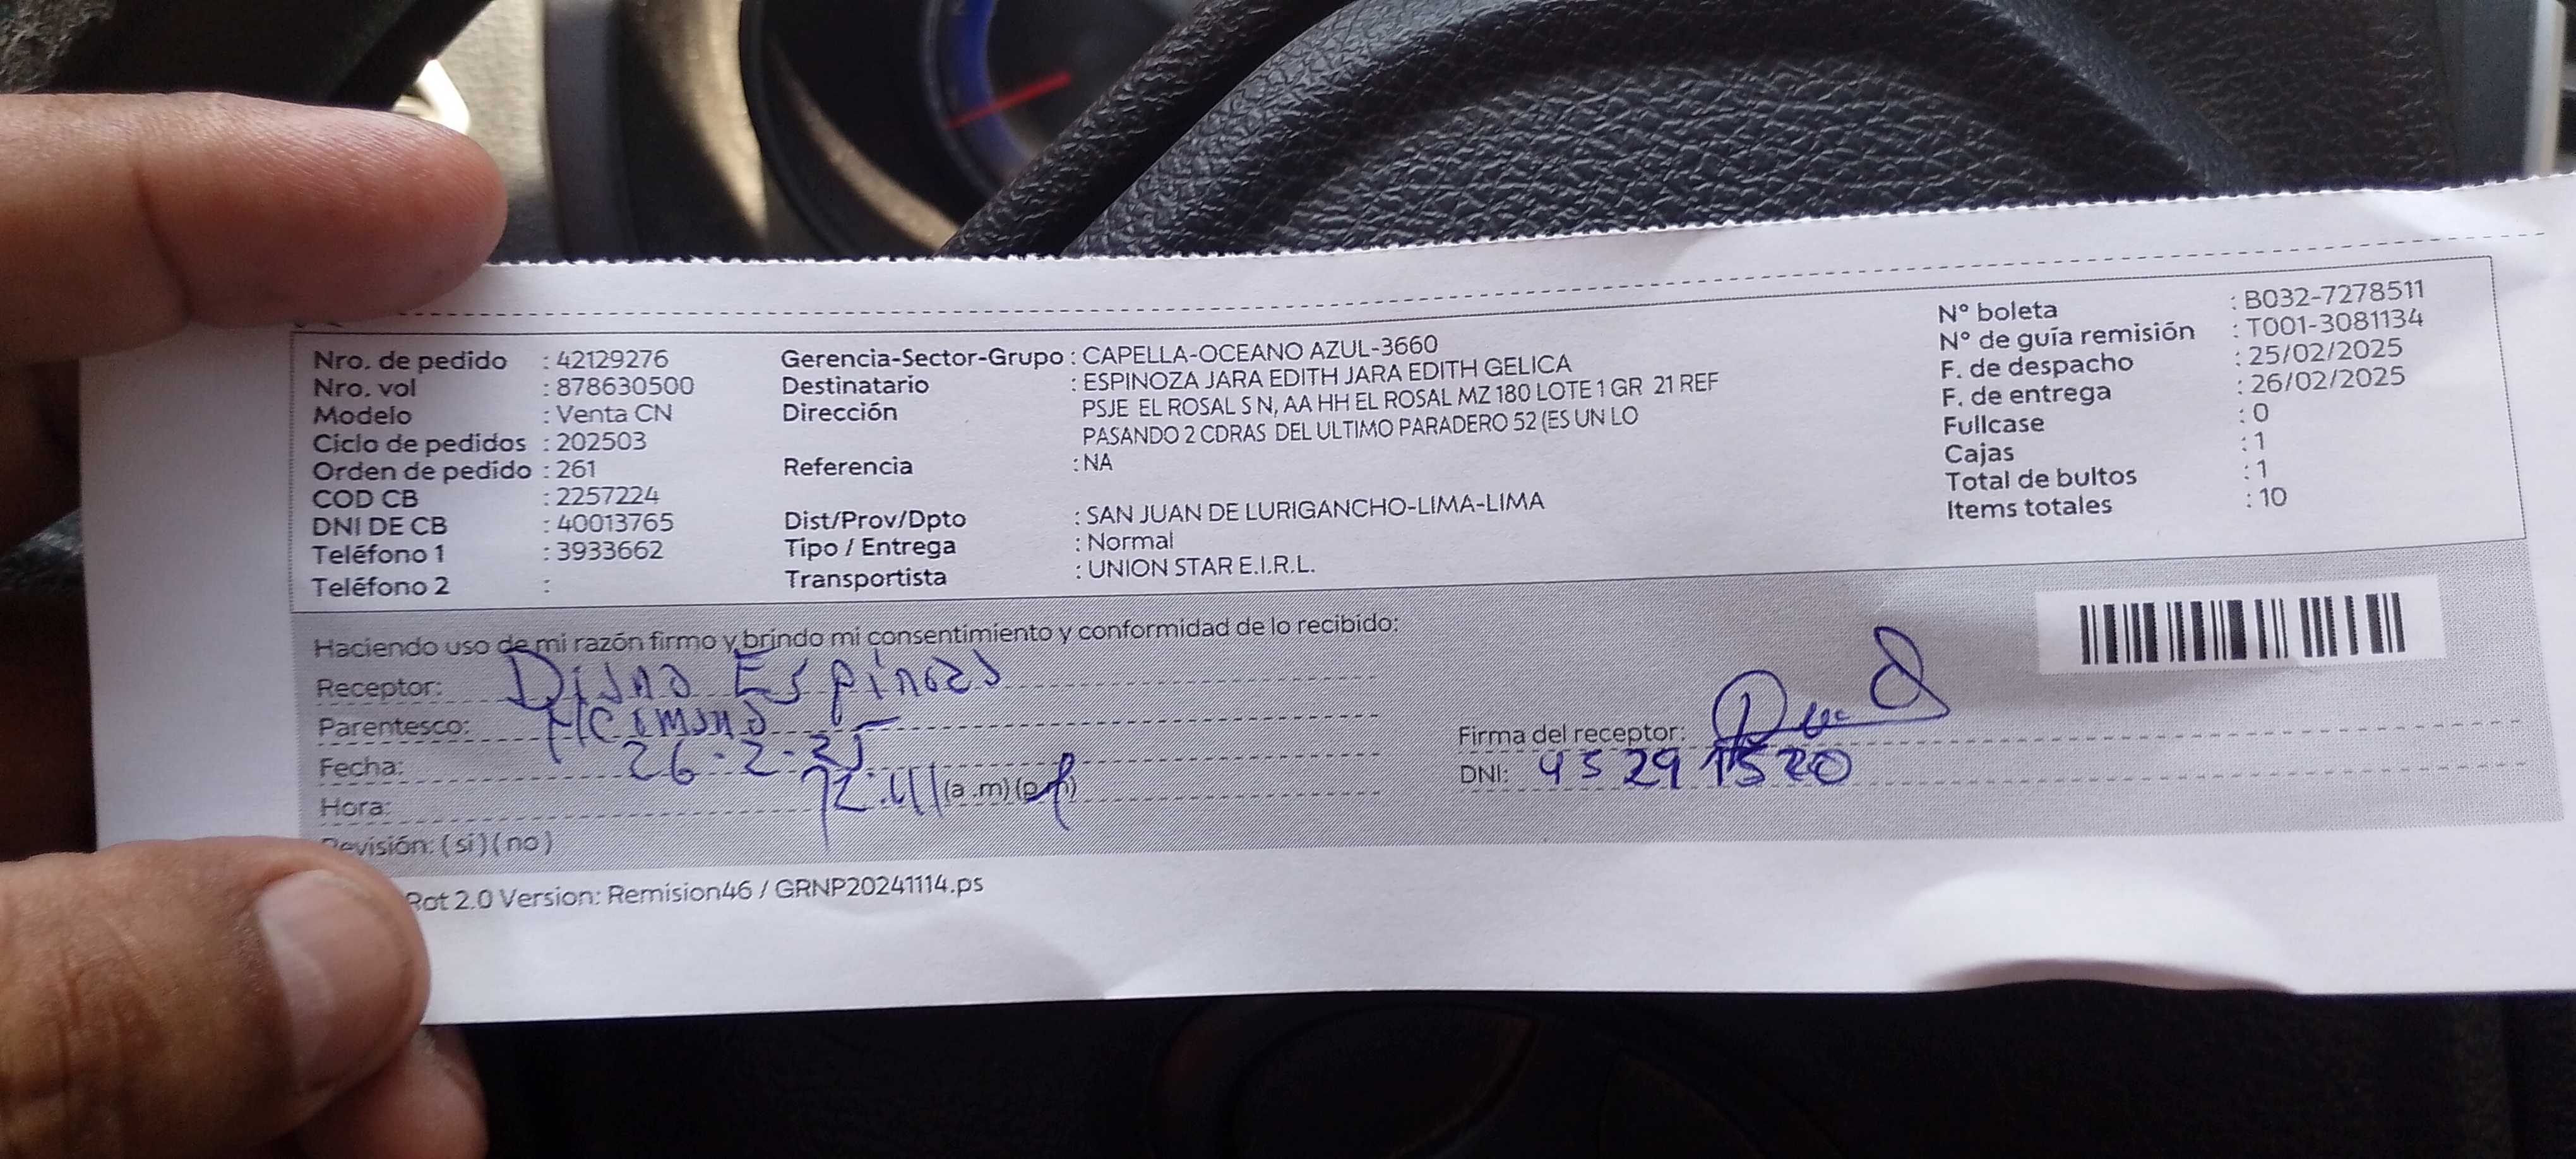 Nro. de pedido : 42129276
Nro. vol : 878630500
Modelo : Venta CN
Ciclo de pedidos : 202503
Orden de pedido : 261
COD CB : 2257224
DNI DE CB : 40013765
Teléfono 1 : 3933662
Teléfono 2 :
Gerencia-Sector-Grupo : CAPELLA-OCEANO AZUL-3660
Destinatario : ESPINOZA JARA EDITH JARA EDITH GELICA
Dirección PSJE EL ROSAL S N, AA HH EL ROSAL MZ 180 LOTE 1 GR 21 REF
PASANDO 2 CDRAS DEL ULTIMO PARADERO 52 (ES UN LO
Referencia : NA
Dist/Prov/Dpto : SAN JUAN DE LURIGANCHO-LIMA-LIMA
Tipo / Entrega : Normal
Transportista : UNION STAR E.I.R.L.
N° boleta : B032-7278511
N° de guía remisión : T001-3081134
F. de despacho : 25/02/2025
F. de entrega : 26/02/2025
Fullcase : 0
Cajas : 1
Total de bultos : 1
Items totales : 10
Haciendo uso de mi razón firmo y brindo mi consentimiento y conformidad de lo recibido:
Receptor: Espinoza
Parentesco:
Fecha: 26-2-25
Hora: (a.m)
Revisión: (si)(no)
Firma del receptor:
DNI: 45291520
Rot 2.0 Version: Remision46 / GRNP20241114.ps